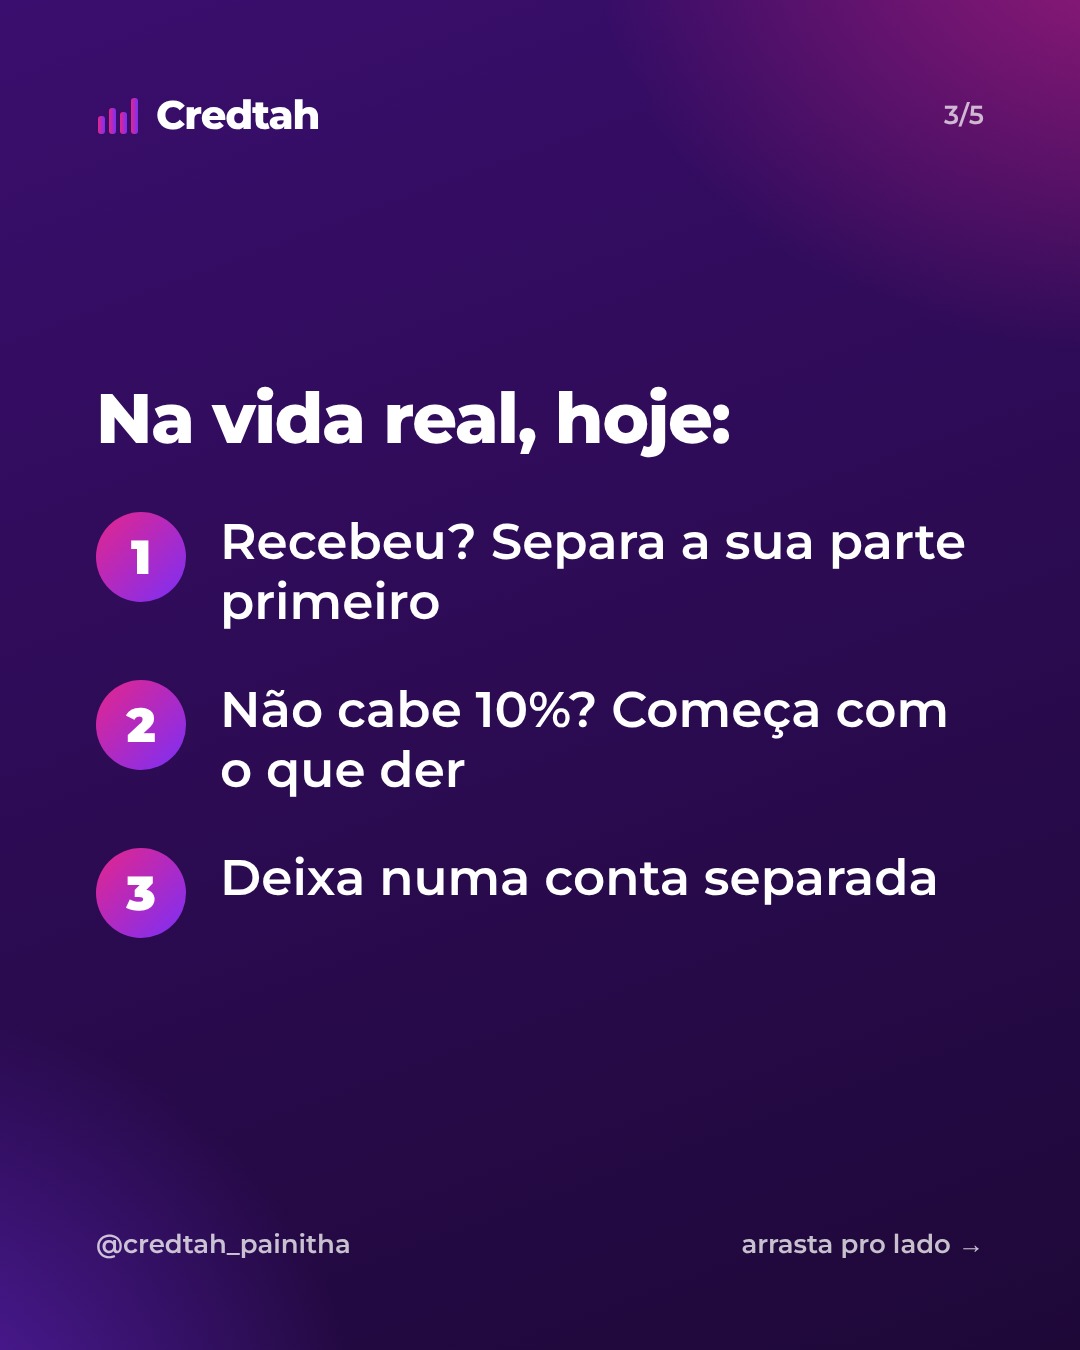 Credtah
3/5
Na vida real, hoje:
1
Recebeu? Separa a sua parte
primeiro
2
Não cabe 10%? Começa com
o que der
3
Deixa numa conta separada
@credtah_painitha
arrasta pro lado →